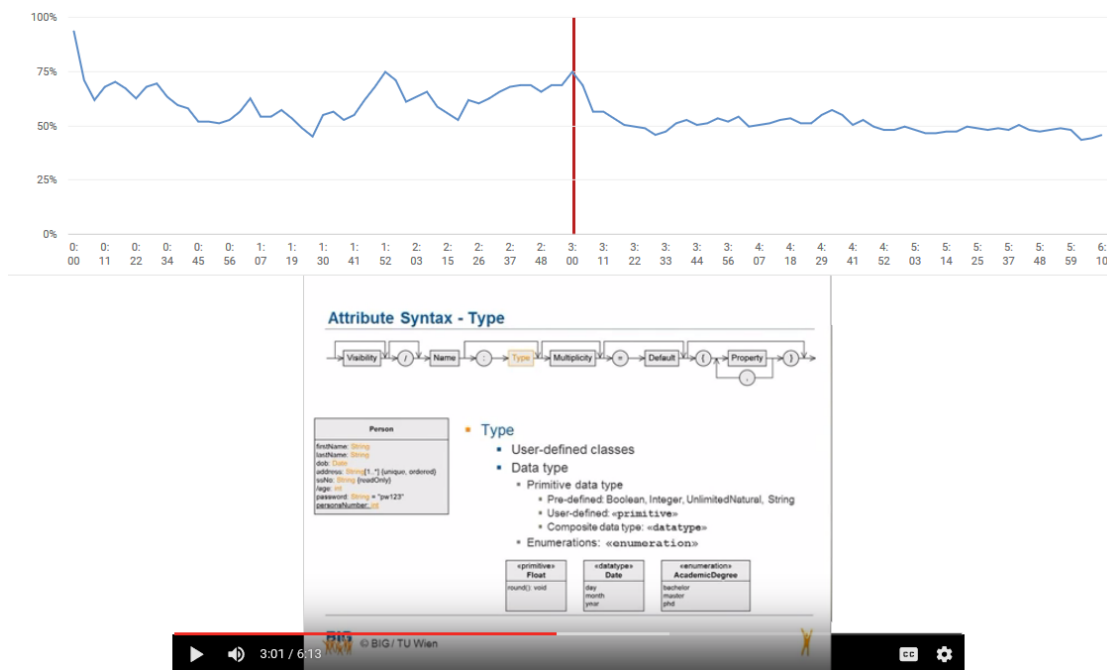 100%
75%
50%
25%
0%
0:00 0:11 0:22 0:34 0:45 0:56 1:07 1:19 1:30 1:41 1:52 2:03 2:15 2:26 2:37 2:48 3:00 3:11 3:22 3:33 3:44 3:56 4:07 4:18 4:29 4:41 4:52 5:03 5:14 5:25 5:37 5:48 5:59 6:10
Attribute Syntax - Type
Visibility / Name : Type Multiplicity = Default { Property }
,
Person
firstName: String
lastName: String
dob: Date
address: String[1..*] {unique, ordered}
ssNo: String {readOnly}
/age: int
password: String = "pw123"
personsNumber: int
Type
User-defined classes
Data type
Primitive data type
Pre-defined: Boolean, Integer, UnlimitedNatural, String
User-defined: «primitive»
Composite data type: «datatype»
Enumerations: «enumeration»
«primitive»
Float
round(): void
«datatype»
Date
day
month
year
«enumeration»
AcademicDegree
bachelor
master
phd
BIG
© BIG / TU Wien
3:01 / 6:13
CC